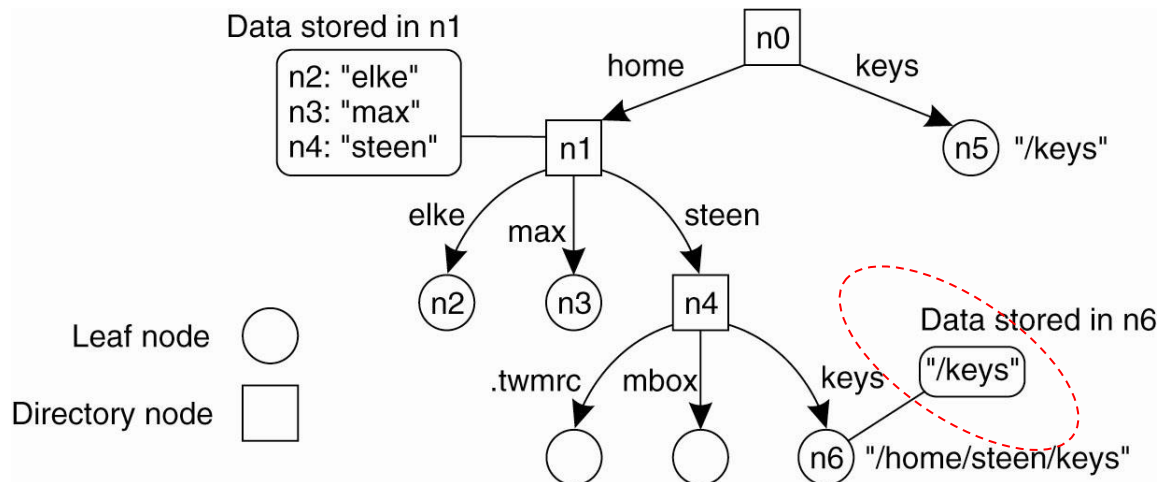 Data stored in n1
n0
n2: "elke"
n3: "max"
n4: "steen"
home
keys
n1
n5
"/keys"
elke
max
steen
n2
n3
n4
Data stored in n6
"/keys"
Leaf node
.twmrc
mbox
keys
Directory node
n6
"/home/steen/keys"